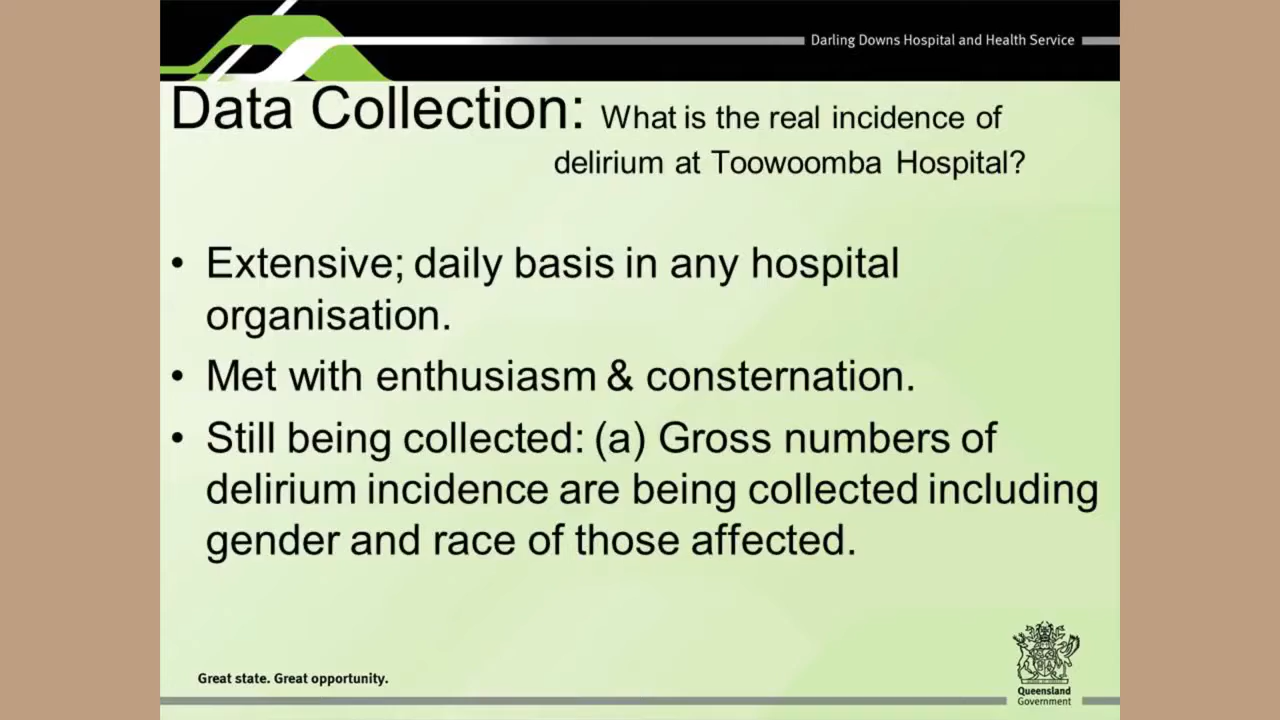 Darling Downs Hospital and Health Service
Data Collection: What is the real incidence of
delirium at Toowoomba Hospital?
• Extensive; daily basis in any hospital
organisation.
• Met with enthusiasm & consternation.
• Still being collected: (a) Gross numbers of
delirium incidence are being collected including
gender and race of those affected.
Great state. Great opportunity.
Queensland
Government